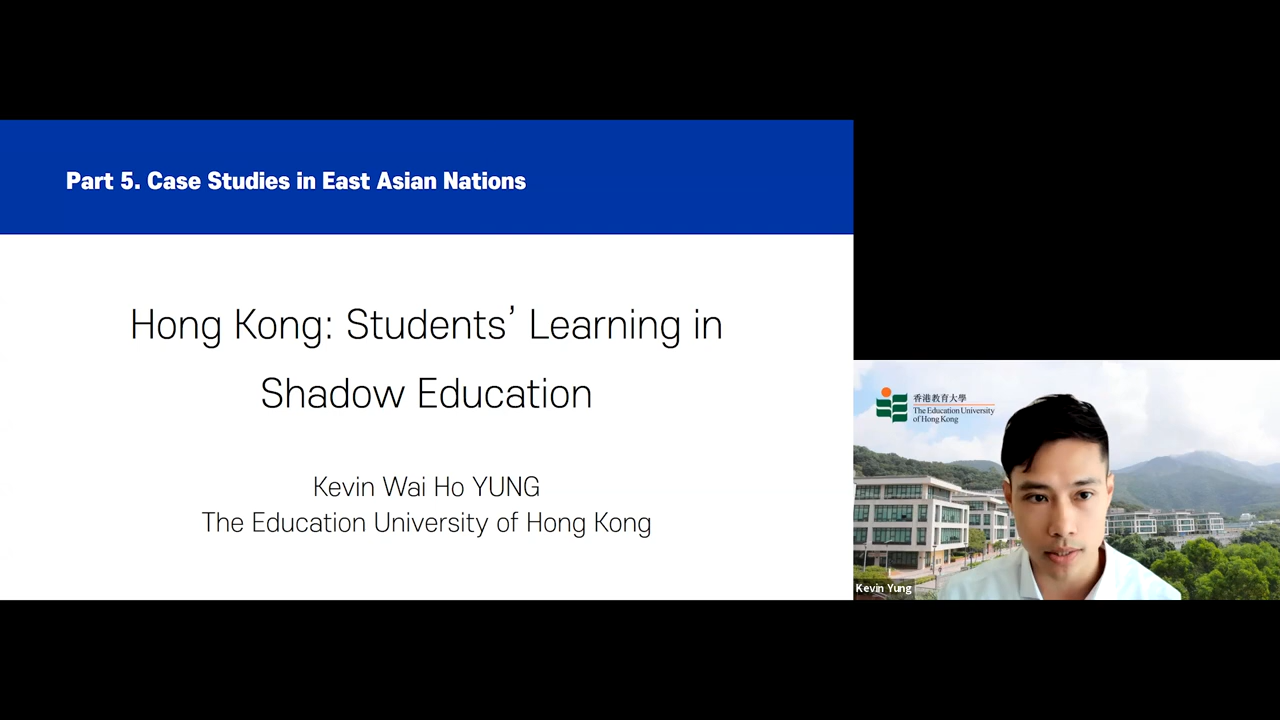 Part 5. Case Studies in East Asian Nations
Hong Kong: Students’ Learning in
Shadow Education
Kevin Wai Ho YUNG
The Education University of Hong Kong
香港教育大學
The Education University
of Hong Kong
Kevin Yung